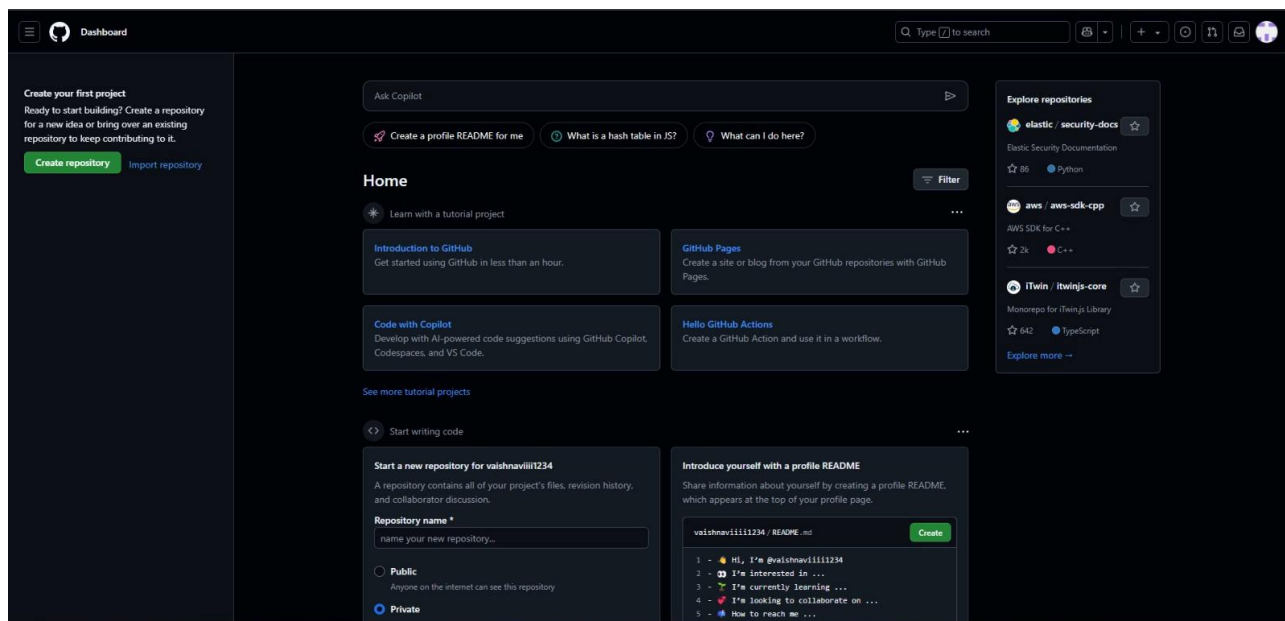 Dashboard
Type / to search
Create your first project
Ready to start building? Create a repository
for a new idea or bring over an existing
repository to keep contributing to it.
Create repository
Import repository
Ask Copilot
Create a profile README for me
What is a hash table in JS?
What can I do here?
Home
Filter
Learn with a tutorial project
Introduction to GitHub
Get started using GitHub in less than an hour.
GitHub Pages
Create a site or blog from your GitHub repositories with GitHub
Pages.
Code with Copilot
Develop with AI-powered code suggestions using GitHub Copilot,
Codespaces, and VS Code.
Hello GitHub Actions
Create a GitHub Action and use it in a workflow.
See more tutorial projects
Start writing code
Start a new repository for vaishnaviiii1234
A repository contains all of your project's files, revision history,
and collaborator discussion.
Repository name *
name your new repository...
Public
Anyone on the internet can see this repository
Private
Introduce yourself with a profile README
Share information about yourself by creating a profile README,
which appears at the top of your profile page.
vaishnaviiii1234 / README.md
Create
1 - 👋 Hi, I'm @vaishnaviiii1234
2 - 👀 I'm interested in ...
3 - 🌱 I'm currently learning ...
4 - 💞️ I'm looking to collaborate on ...
5 - 📫 How to reach me ...
Explore repositories
elastic / security-docs
Elastic Security Documentation
86 Python
aws / aws-sdk-cpp
AWS SDK for C++
2k C++
iTwin / itwinjs-core
Monorepo for iTwin.js Library
642 TypeScript
Explore more →